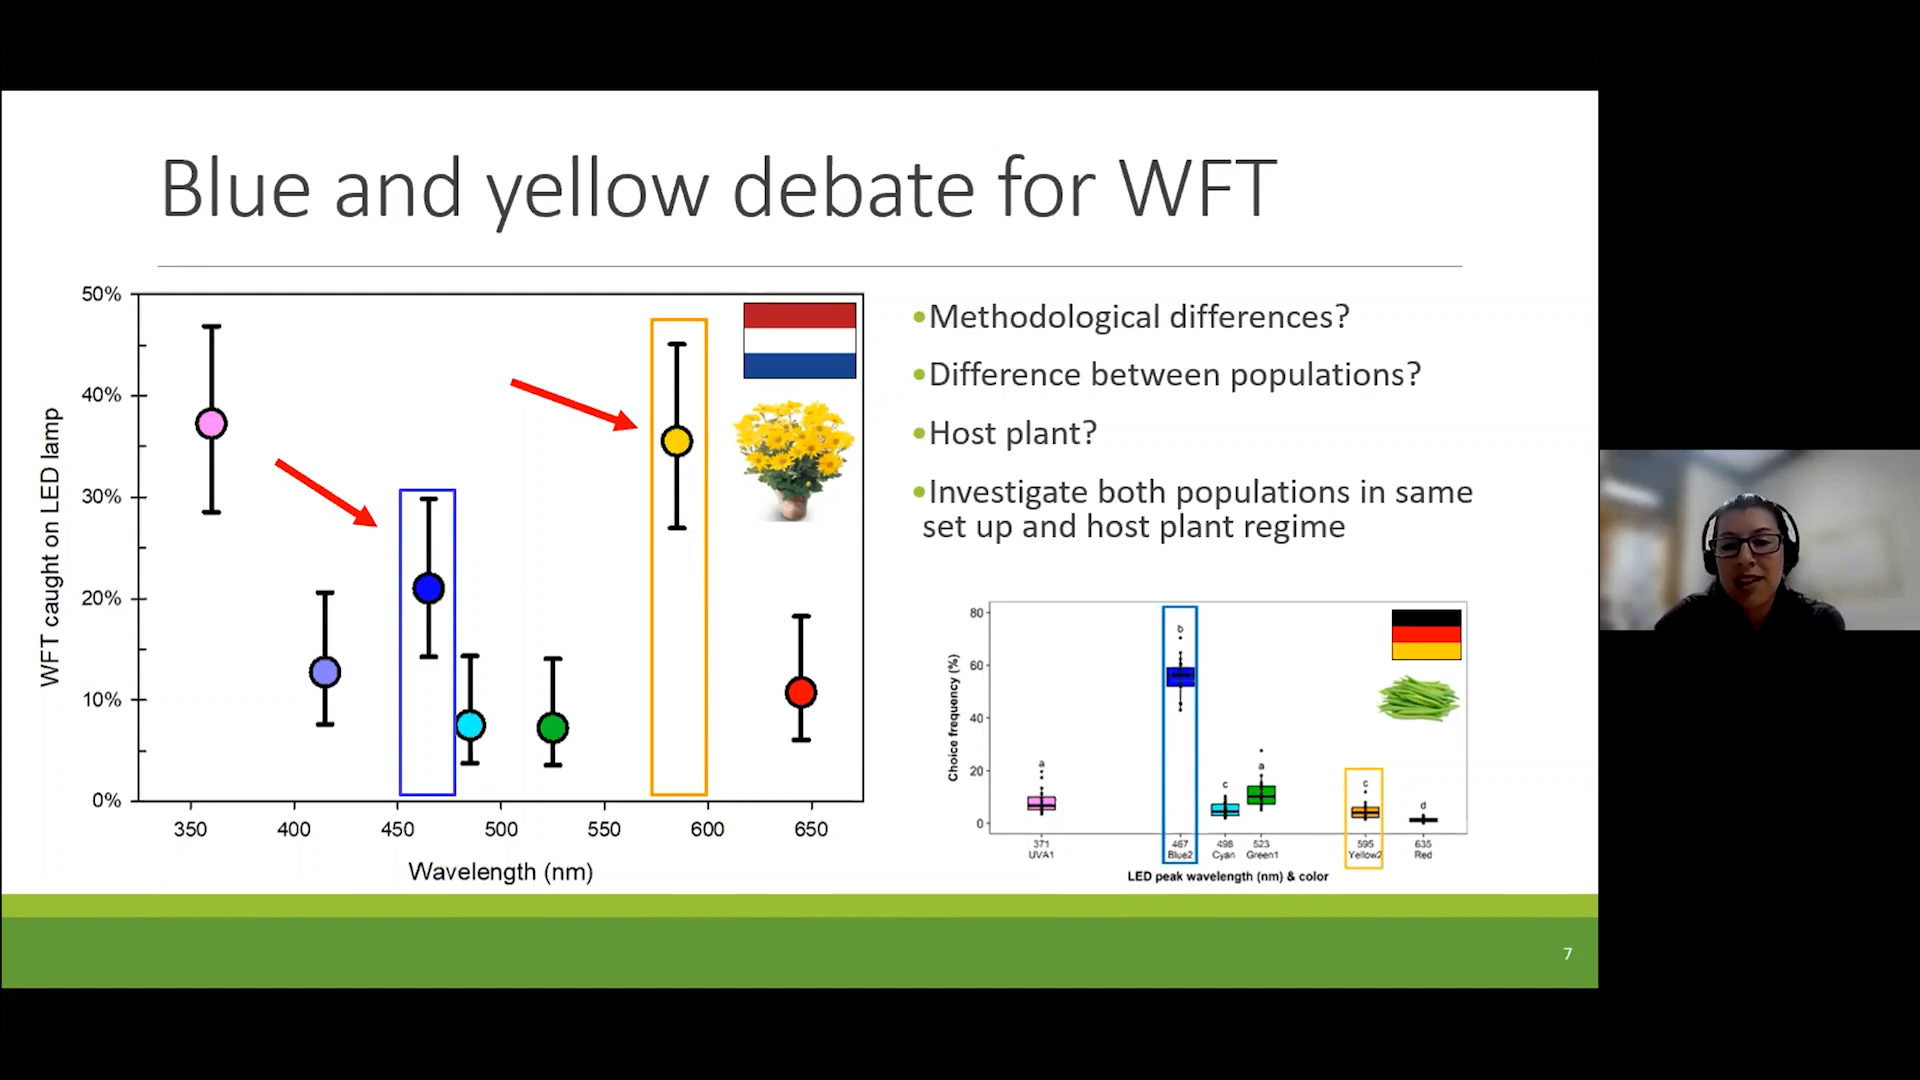 Blue and yellow debate for WFT
50%
40%
30%
20%
10%
0%
WFT caught on LED lamp
350 400 450 500 550 600 650
Wavelength (nm)
•Methodological differences?
•Difference between populations?
•Host plant?
•Investigate both populations in same
set up and host plant regime
80
60
40
20
0
Choice frequency (%)
a b c a c d
371 467 498 523 595 635
UVA1 Blue2 Cyan Green1 Yellow2 Red
LED peak wavelength (nm) & color
7